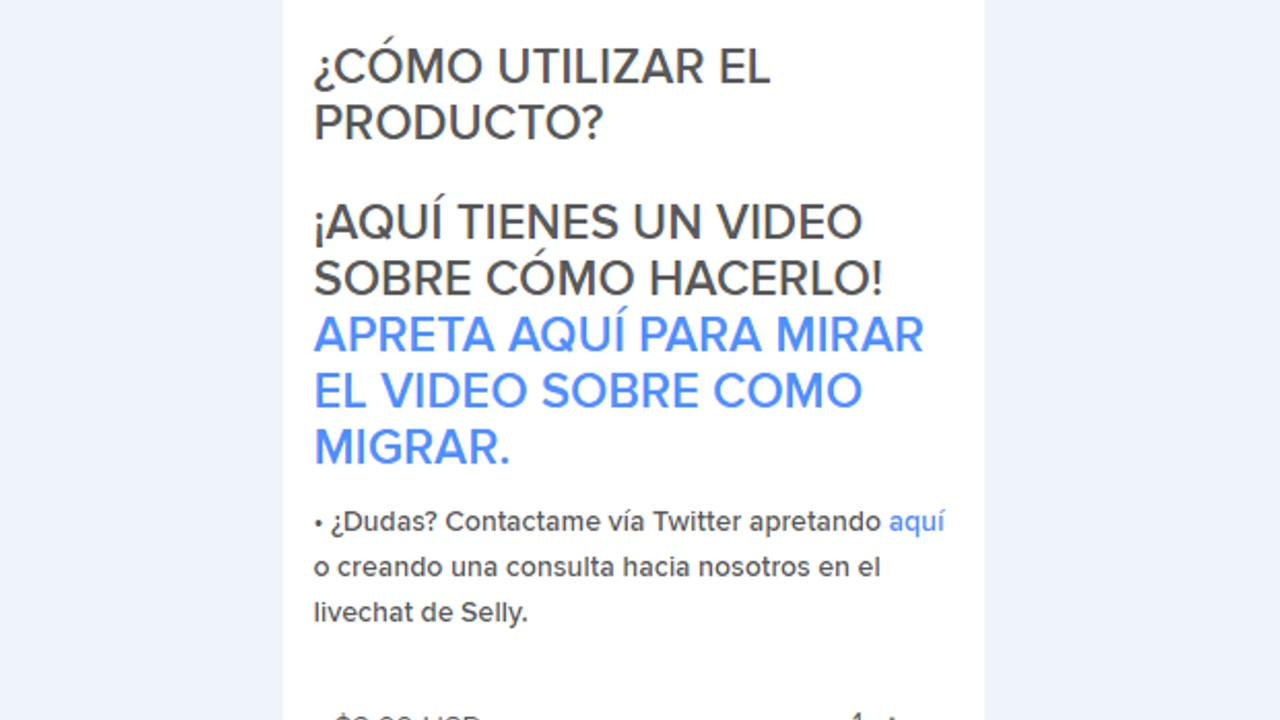 ¿CÓMO UTILIZAR EL
PRODUCTO?
¡AQUÍ TIENES UN VIDEO
SOBRE CÓMO HACERLO!
APRETA AQUÍ PARA MIRAR
EL VIDEO SOBRE COMO
MIGRAR.
• ¿Dudas? Contactame vía Twitter apretando aquí
o creando una consulta hacia nosotros en el
livechat de Selly.